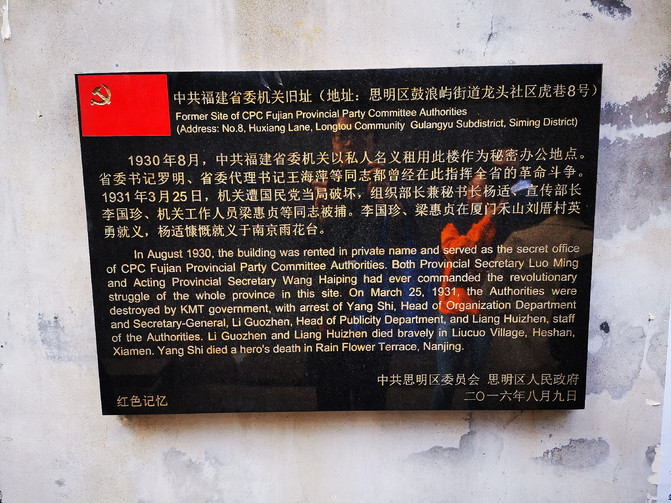 中共福建省委机关旧址（地址：思明区鼓浪屿街道龙头社区虎巷8号）
Former Site of CPC Fujian Provincial Party Committee Authorities
(Address: No.8, Huxiang Lane, Longtou Community  Gulangyu Subdistrict, Siming District)
1930年8月，中共福建省委机关以私人名义租用此楼作为秘密办公地点。
省委书记罗明、省委代理书记王海萍等同志都曾经在此指挥全省的革命斗争。
1931年3月25日，机关遭国民党当局破坏，组织部长兼秘书长杨适、宣传部长
李国珍、机关工作人员梁惠贞等同志被捕。李国珍、梁惠贞在厦门禾山刘厝村英
勇就义，杨适慷慨就义于南京雨花台。
In August 1930, the building was rented in private name and served as the secret office
of CPC Fujian Provincial Party Committee Authorities. Both Provincial Secretary Luo Ming
and Acting Provincial Secretary Wang Haiping had ever commanded the revolutionary
struggle of the whole province in this site. On March 25, 1931, the Authorities were
destroyed by KMT government, with arrest of Yang Shi, Head of Organization Department
and Secretary-General, Li Guozhen, Head of Publicity Department, and Liang Huizhen, staff
of the Authorities. Li Guozhen and Liang Huizhen died bravely in Liucuo Village, Heshan,
Xiamen. Yang Shi died a hero's death in Rain Flower Terrace, Nanjing.
中共思明区委员会 思明区人民政府
红色记忆
二〇一六年八月九日